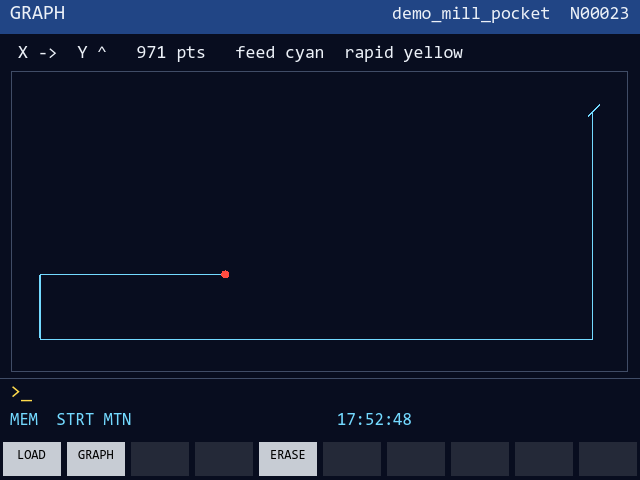 GRAPH demo_mill_pocket N00023
X -> Y ^ 971 pts feed cyan rapid yellow
>_
MEM STRT MTN 17:52:48
LOAD GRAPH ERASE